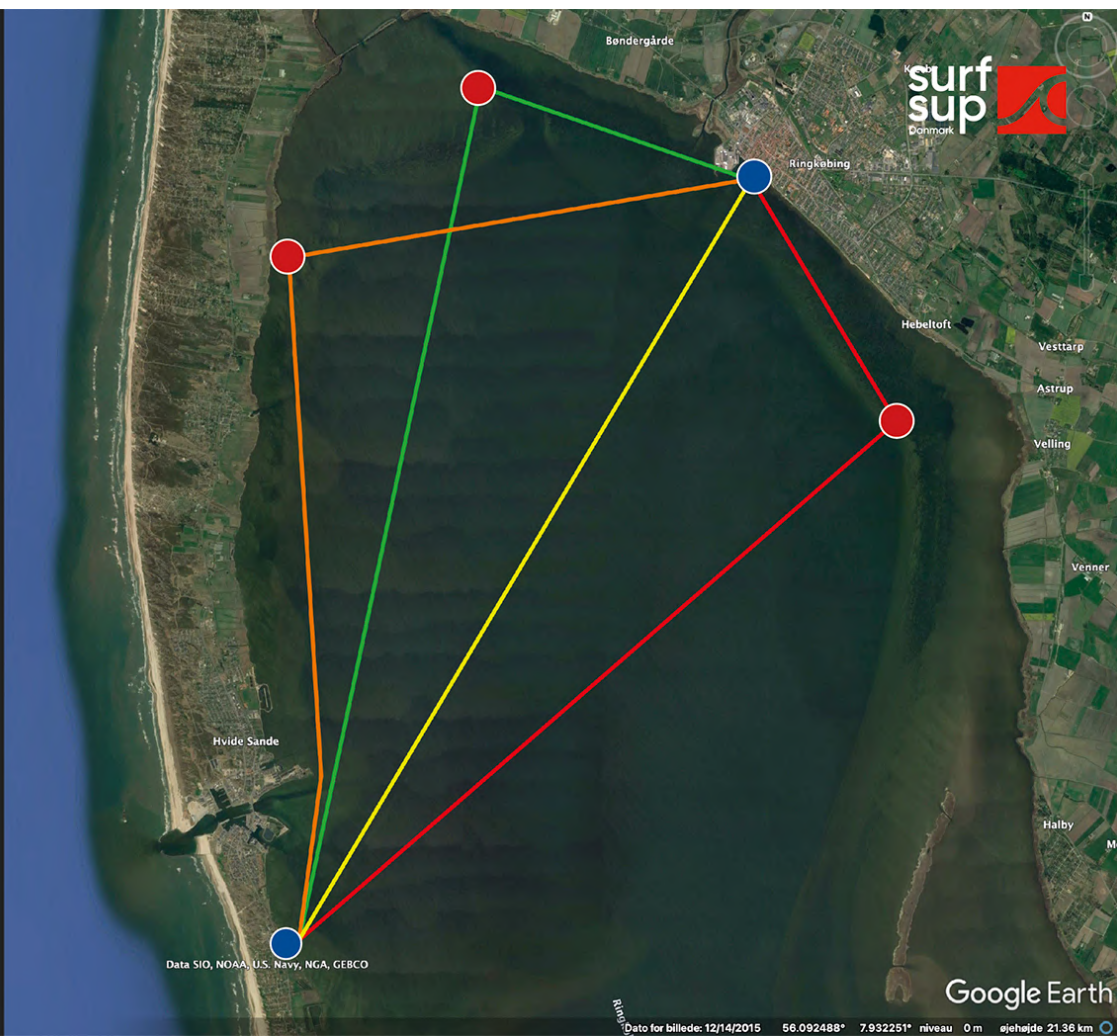 N
Bøndergårde
surf
sup
Danmark
Ringkøbing
Hebeltoft
Vesttarp
Astrup
Velling
Venner
Hvide Sande
Halby
Data SIO, NOAA, U.S. Navy, NGA, GEBCO
Google Earth
Dato for billede: 12/14/2015 56.092488° 7.932251° niveau 0 m øjehøjde 21.36 km